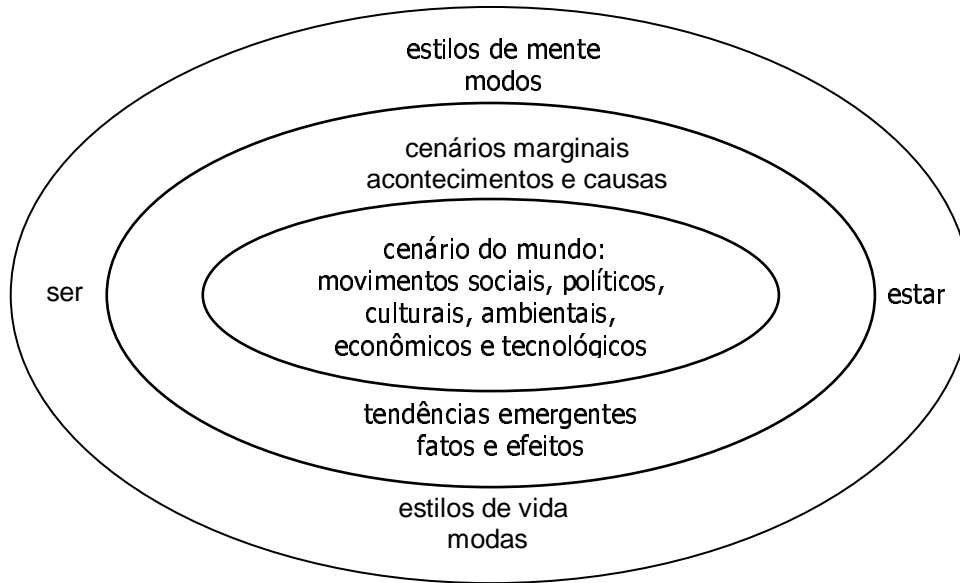 estilos de mente
modos
cenários marginais
acontecimentos e causas
cenário do mundo:
movimentos sociais, políticos,
culturais, ambientais,
econômicos e tecnológicos
ser
estar
tendências emergentes
fatos e efeitos
estilos de vida
modas